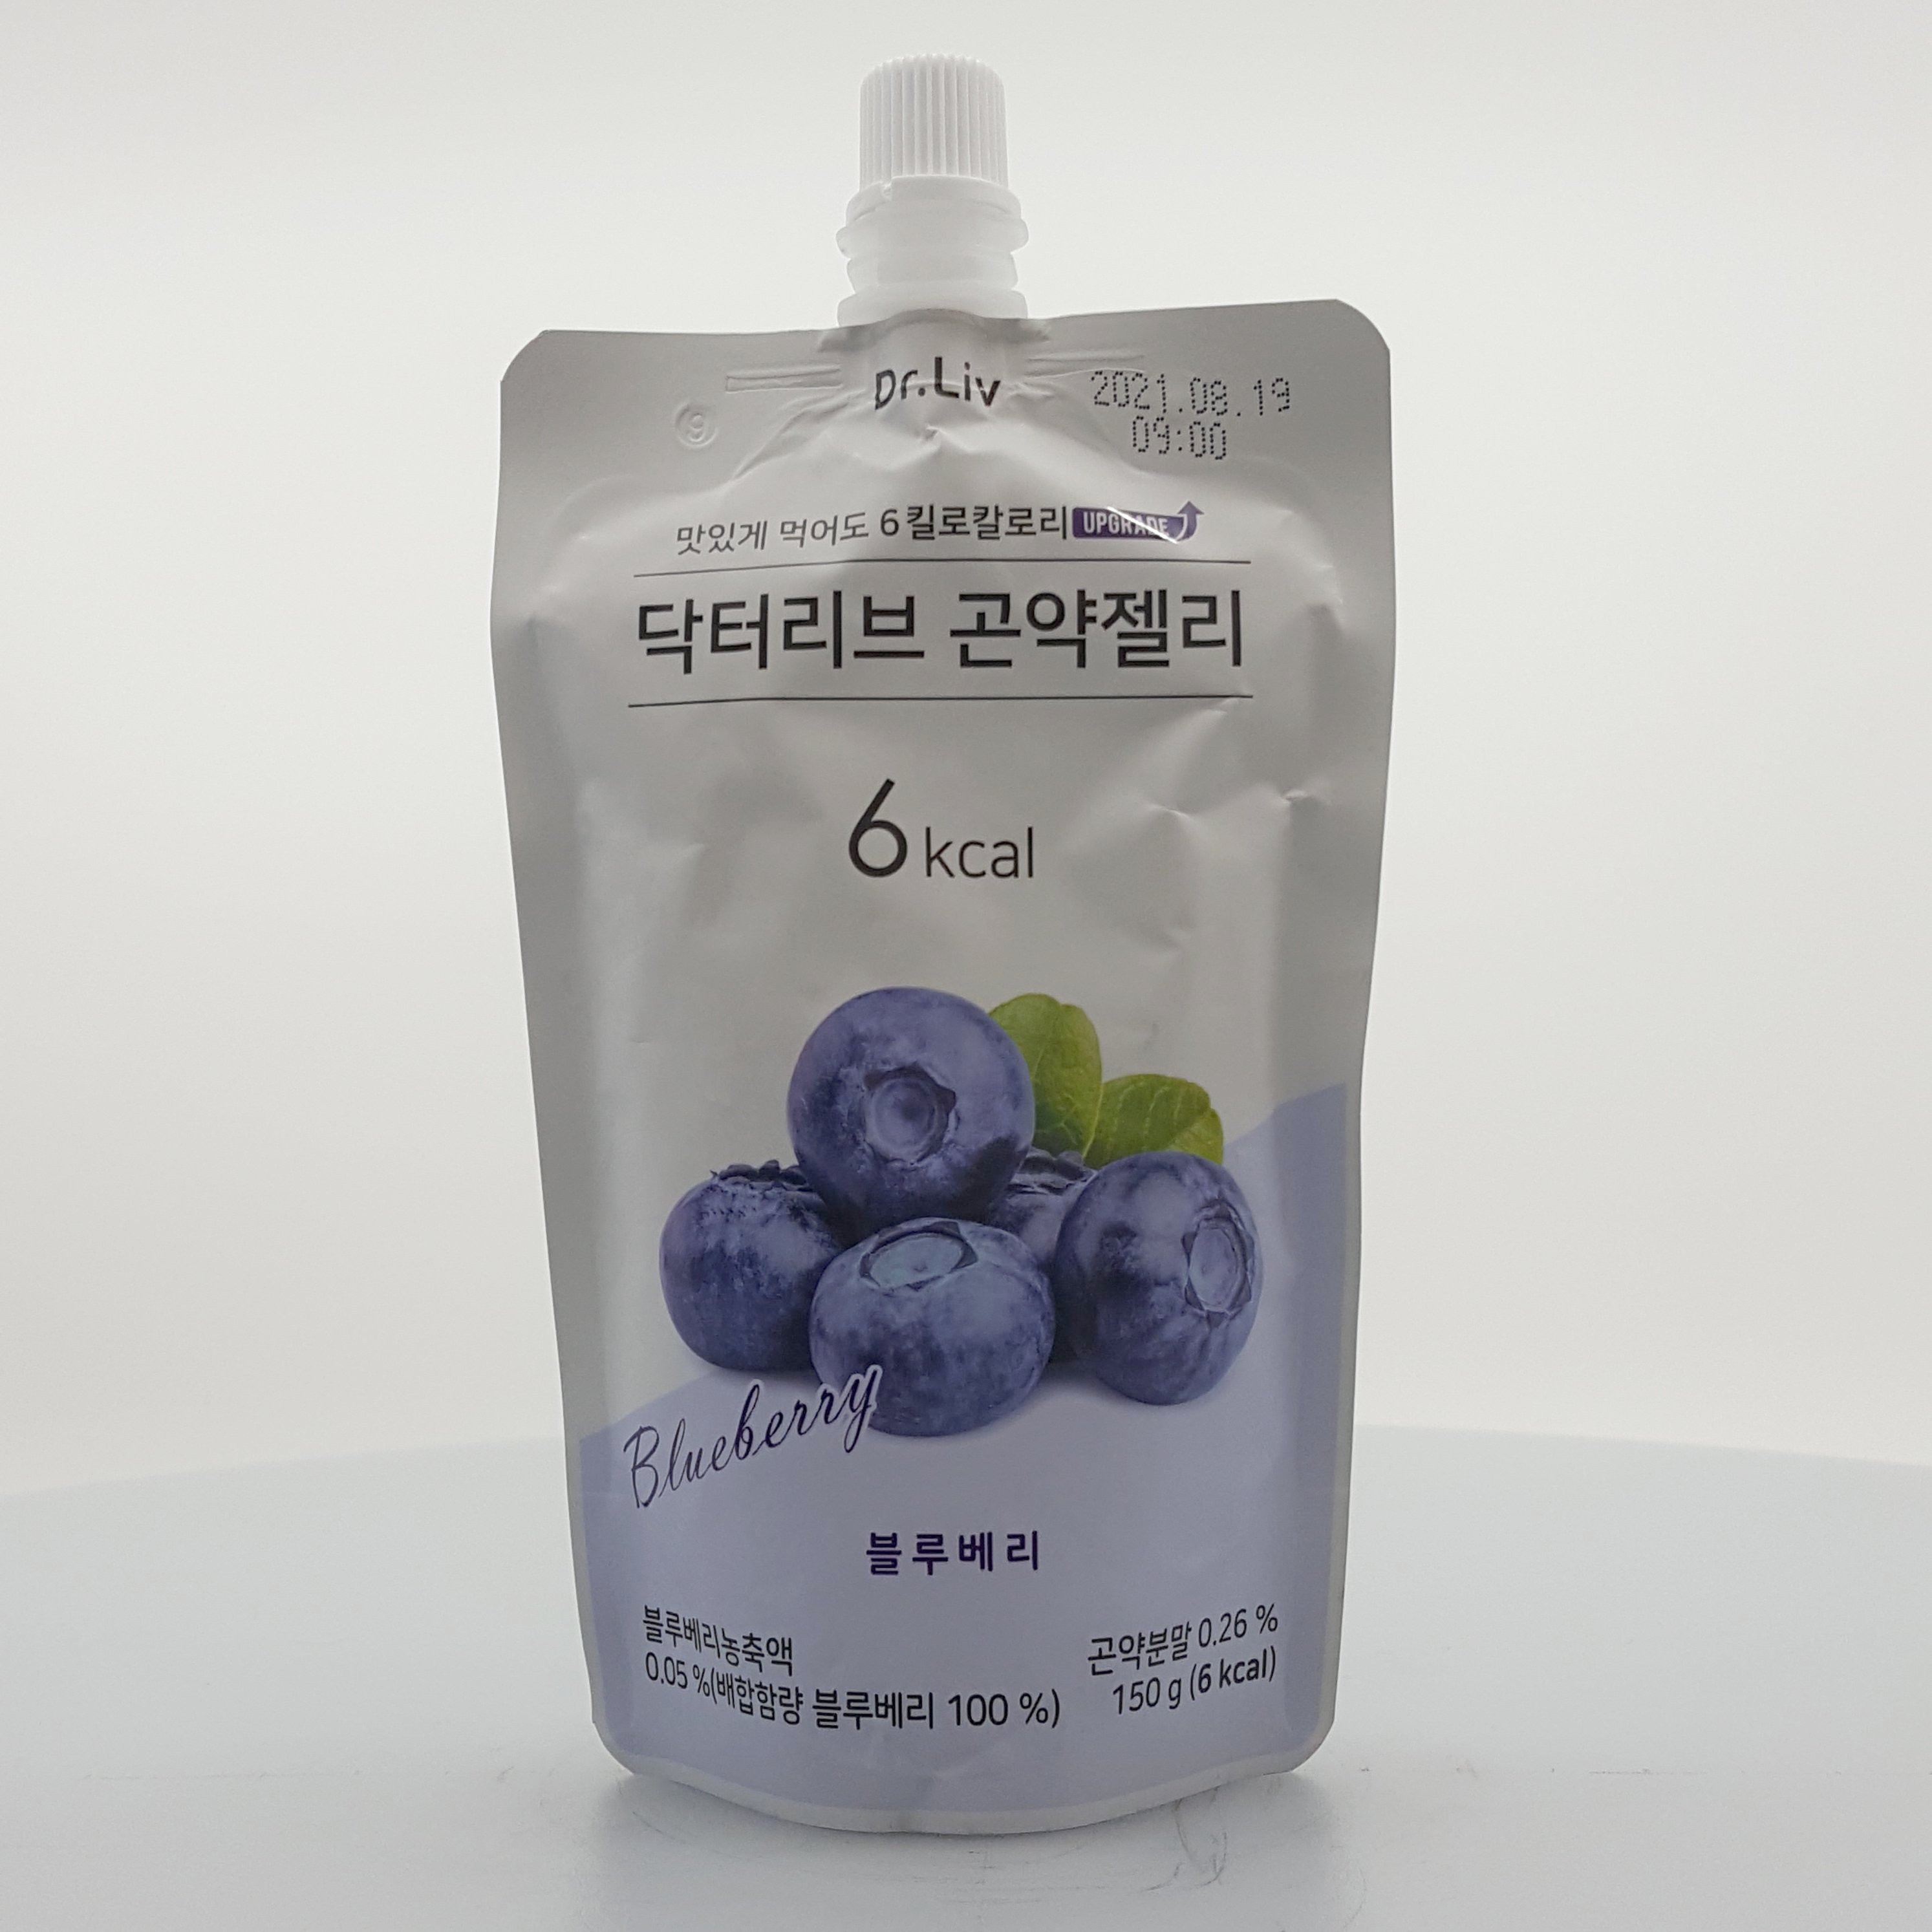 Dr.Liv
2021.08.19
09:00
9
맛있게 먹어도 6킬로칼로리 UPGRADE
닥터리브 곤약젤리
6 kcal
Blueberry
블루베리
블루베리농축액
0.05 %(배합함량 블루베리 100 %)
곤약분말 0.26 %
150 g (6 kcal)